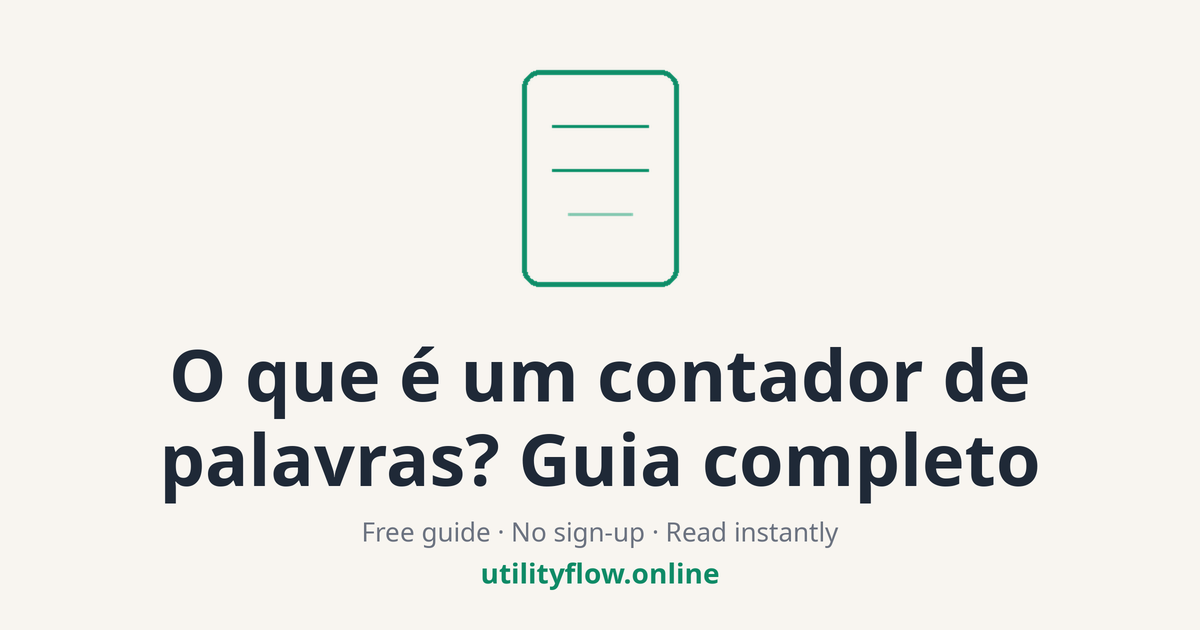 O que é um contador de
palavras? Guia completo
Free guide · No sign-up · Read instantly
utilityflow.online